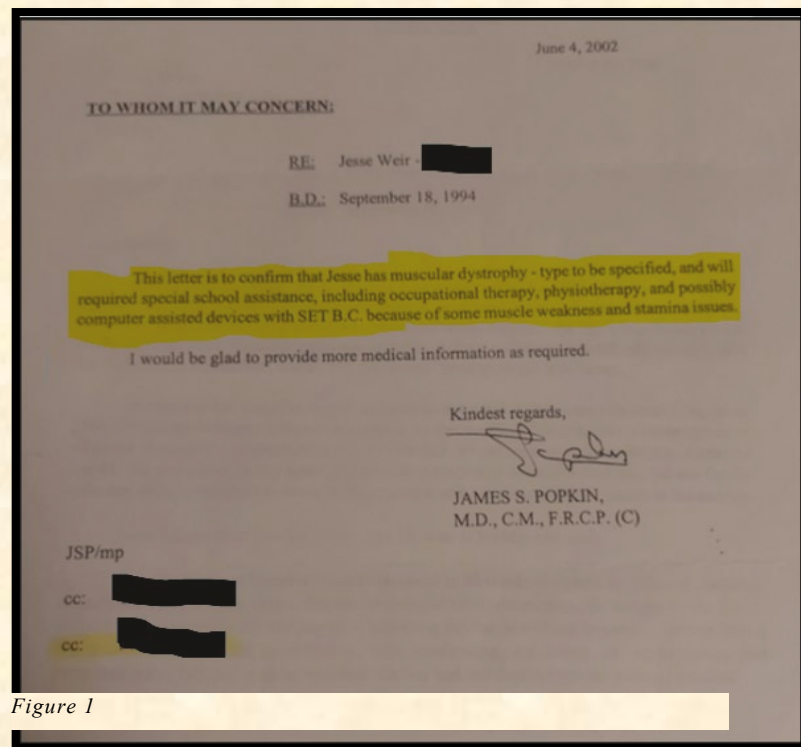 June 4, 2002
TO WHOM IT MAY CONCERN:
RE: Jesse Weir -
B.D.: September 18, 1994
This letter is to confirm that Jesse has muscular dystrophy - type to be specified, and will
required special school assistance, including occupational therapy, physiotherapy, and possibly
computer assisted devices with SET B.C. because of some muscle weakness and stamina issues.
I would be glad to provide more medical information as required.
Kindest regards,
JAMES S. POPKIN,
M.D., C.M., F.R.C.P. (C)
JSP/mp
cc:
cc:
Figure 1